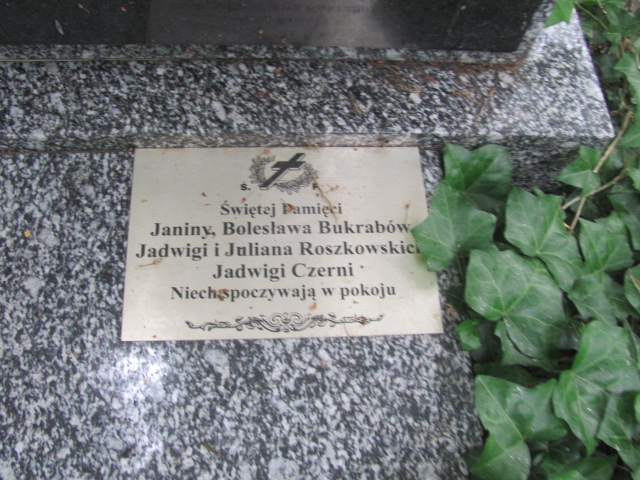 Ś. P.
Świętej Pamięci
Janiny, Bolesława Bukrabów
Jadwigi i Juliana Roszkowskich
Jadwigi Czerni
Niech spoczywają w pokoju